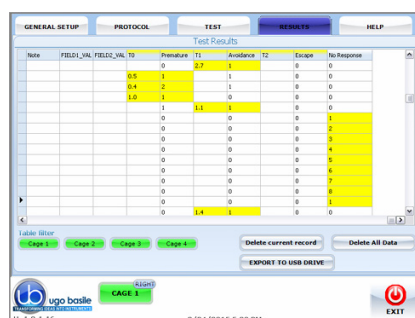 GENERAL SETUP PROTOCOL TEST RESULTS HELP
Test Results
Note FIELD1_VAL FIELD2_VAL T0 Premature T1 Avoidance T2 Escape No Response
0 2.7 1 0 0
0.5 1 1 0 0
0.4 2 1 0 0
1.0 1 0 0 0
1 1.1 1 0 0
0 0 0 1
0 0 0 2
0 0 0 3
0 0 0 4
0 0 0 5
0 0 0 6
0 0 0 7
0 0 0 8
0 0 0 1
0 1.4 1 0 0
Table filter
Cage 1 Cage 2 Cage 3 Cage 4 Delete current record Delete All Data
EXPORT TO USB DRIVE
ub ugo basile
TRANSFORMING IDEAS INTO INSTRUMENTS
RIGHT
CAGE 1
EXIT